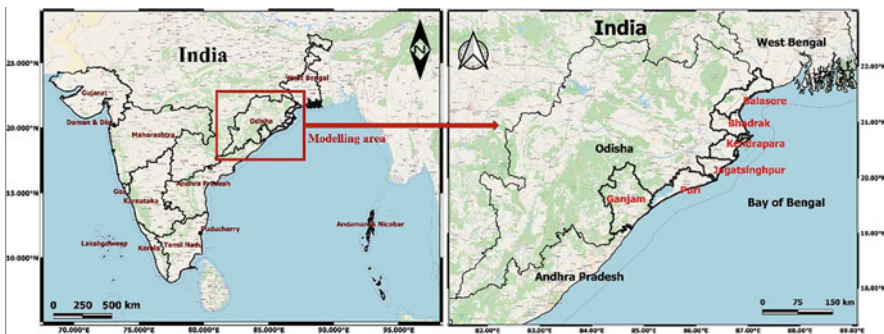 India
N
25.000°N
20.000°N
15.000°N
10.000°N
Gujarat
Daman & Diu
Maharashtra
West Bengal
Odisha
Modelling area
Andhra Pradesh
Goa
Karnataka
Puducherry
Lakshadweep
Kerala
Tamil Nadu
Andaman & Nicobar
0 250 500 km
70.000°E 75.000°E 80.000°E 85.000°E 90.000°E 95.000°E
India
West Bengal
22.00°N
21.00°N
20.00°N
19.00°N
18.00°N
Balasore
Bhadrak
Kendrapara
Odisha
Jagatsinghpur
Ganjam
Puri
Bay of Bengal
Andhra Pradesh
0 75 150 km
82.00°E 83.00°E 84.00°E 85.00°E 86.00°E 87.00°E 88.00°E 89.00°E